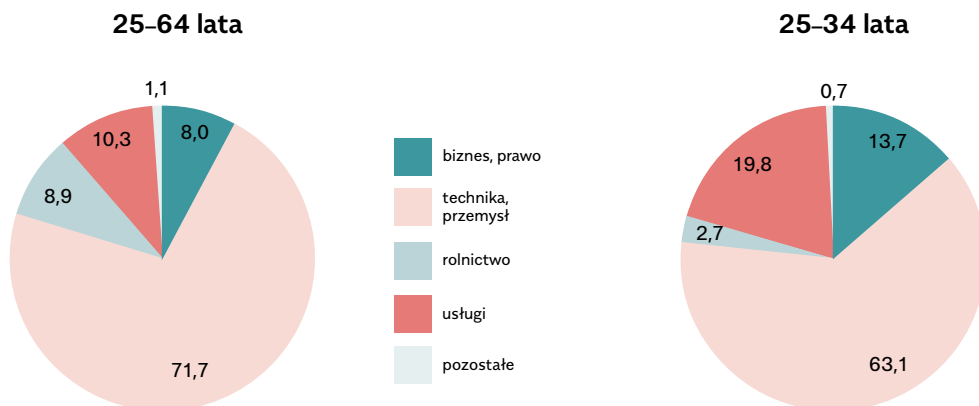 25–64 lata
1,1
8,0
10,3
8,9
71,7
biznes, prawo
technika,
przemysł
rolnictwo
usługi
pozostałe
25–34 lata
0,7
13,7
19,8
2,7
63,1